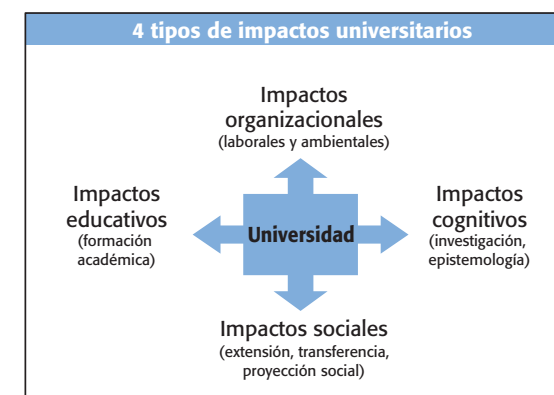 4 tipos de impactos universitarios
Impactos
organizacionales
(laborales y ambientales)
Impactos
educativos
(formación
académica)
Universidad
Impactos
cognitivos
(investigación,
epistemología)
Impactos sociales
(extensión, transferencia,
proyección social)